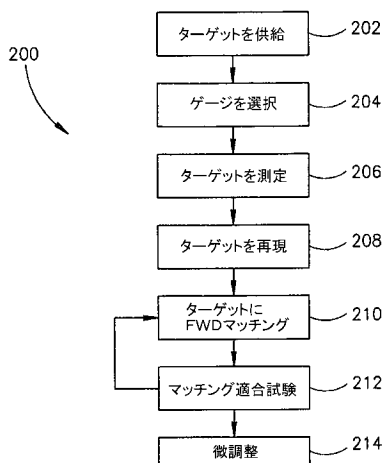 200
ターゲットを供給
202
ゲージを選択
204
ターゲットを測定
206
ターゲットを再現
208
ターゲットに
FWDマッチング
210
マッチング適合試験
212
微調整
214